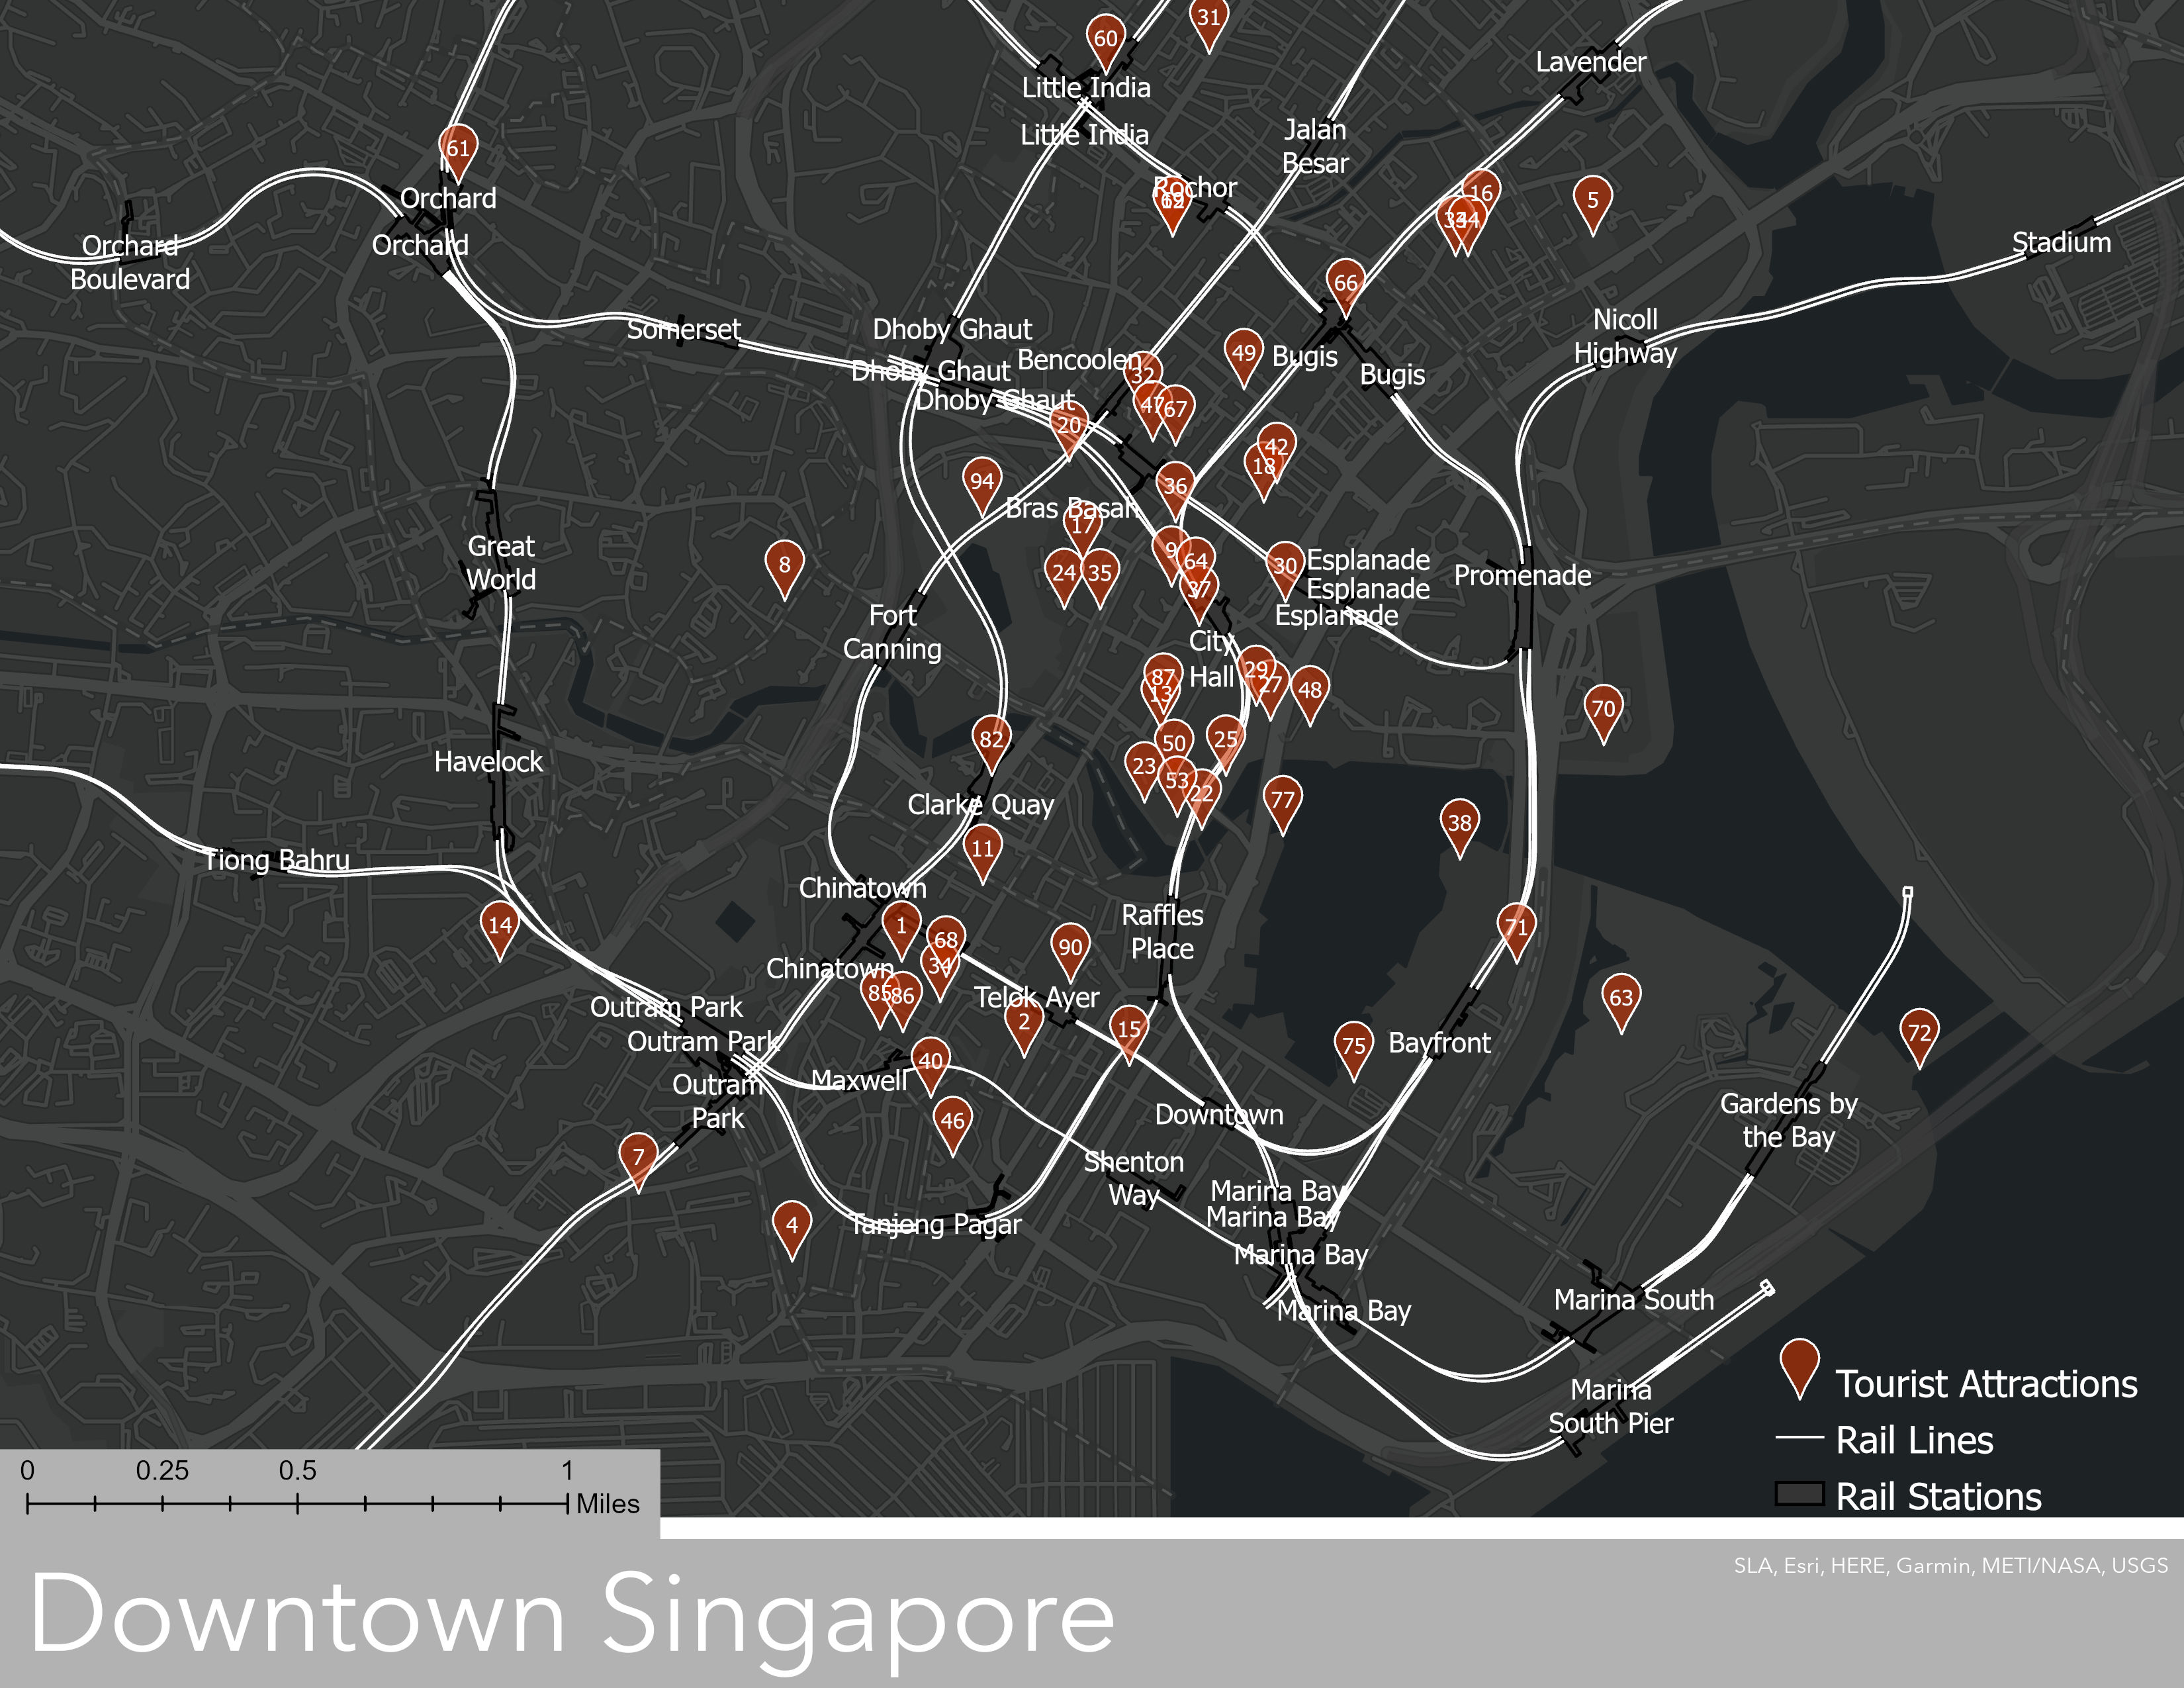 31
60
Lavender
Little India
Little India
Jalan
Besar
61
Orchard
Orchard
Rochor
16
5
44
Orchard
Boulevard
Stadium
66
Nicoll
Highway
Somerset
Dhoby Ghaut
Dhoby Ghaut
Dhoby Ghaut
Bencoolen
32
49
Bugis
Bugis
47
67
20
42
18
94
36
Bras Basah
17
8
24
35
9
64
37
30
Esplanade
Esplanade
Esplanade
Promenade
Great
World
Fort
Canning
City
Hall
87
13
29
27
48
70
82
50
25
23
53
22
77
38
Havelock
Clarke Quay
11
Tiong Bahru
14
Chinatown
1
68
34
90
Raffles
Place
71
Chinatown
85
86
Telok Ayer
2
15
63
72
75
Bayfront
Outram Park
Outram Park
Outram
Park
Maxwell
40
46
Downtown
Gardens by
the Bay
7
4
Tanjong Pagar
Shenton
Way
Marina Bay
Marina Bay
Marina Bay
Marina Bay
Marina South
Marina
South Pier
Tourist Attractions
Rail Lines
Rail Stations
0 0.25 0.5 1
Miles
SLA, Esri, HERE, Garmin, METI/NASA, USGS
Downtown Singapore